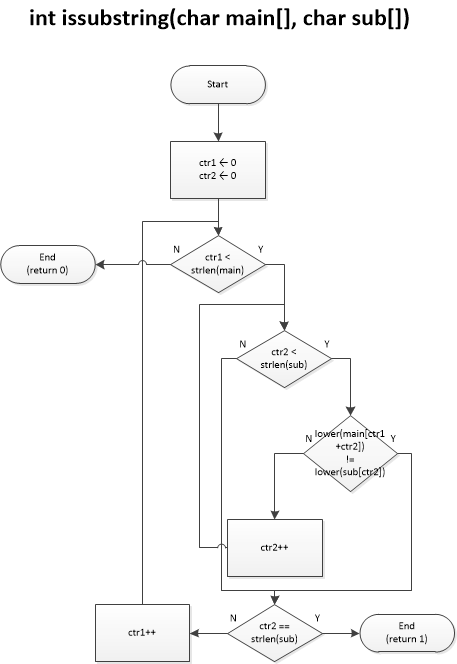 int issubstring(char main[], char sub[])
Start
ctr1 ← 0
ctr2 ← 0
N
Y
ctr1 <
strlen(main)
End
(return 0)
N
Y
ctr2 <
strlen(sub)
N
Y
lower(main[ctr1
+ctr2])
!=
lower(sub[ctr2])
ctr2++
N
Y
ctr2 ==
strlen(sub)
ctr1++
End
(return 1)